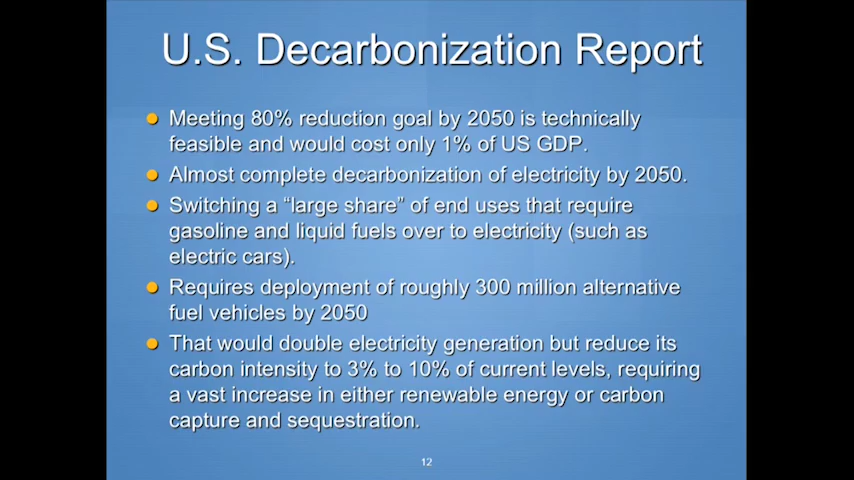 U.S. Decarbonization Report
Meeting 80% reduction goal by 2050 is technically
feasible and would cost only 1% of US GDP.
Almost complete decarbonization of electricity by 2050.
Switching a “large share” of end uses that require
gasoline and liquid fuels over to electricity (such as
electric cars).
Requires deployment of roughly 300 million alternative
fuel vehicles by 2050
That would double electricity generation but reduce its
carbon intensity to 3% to 10% of current levels, requiring
a vast increase in either renewable energy or carbon
capture and sequestration.
12